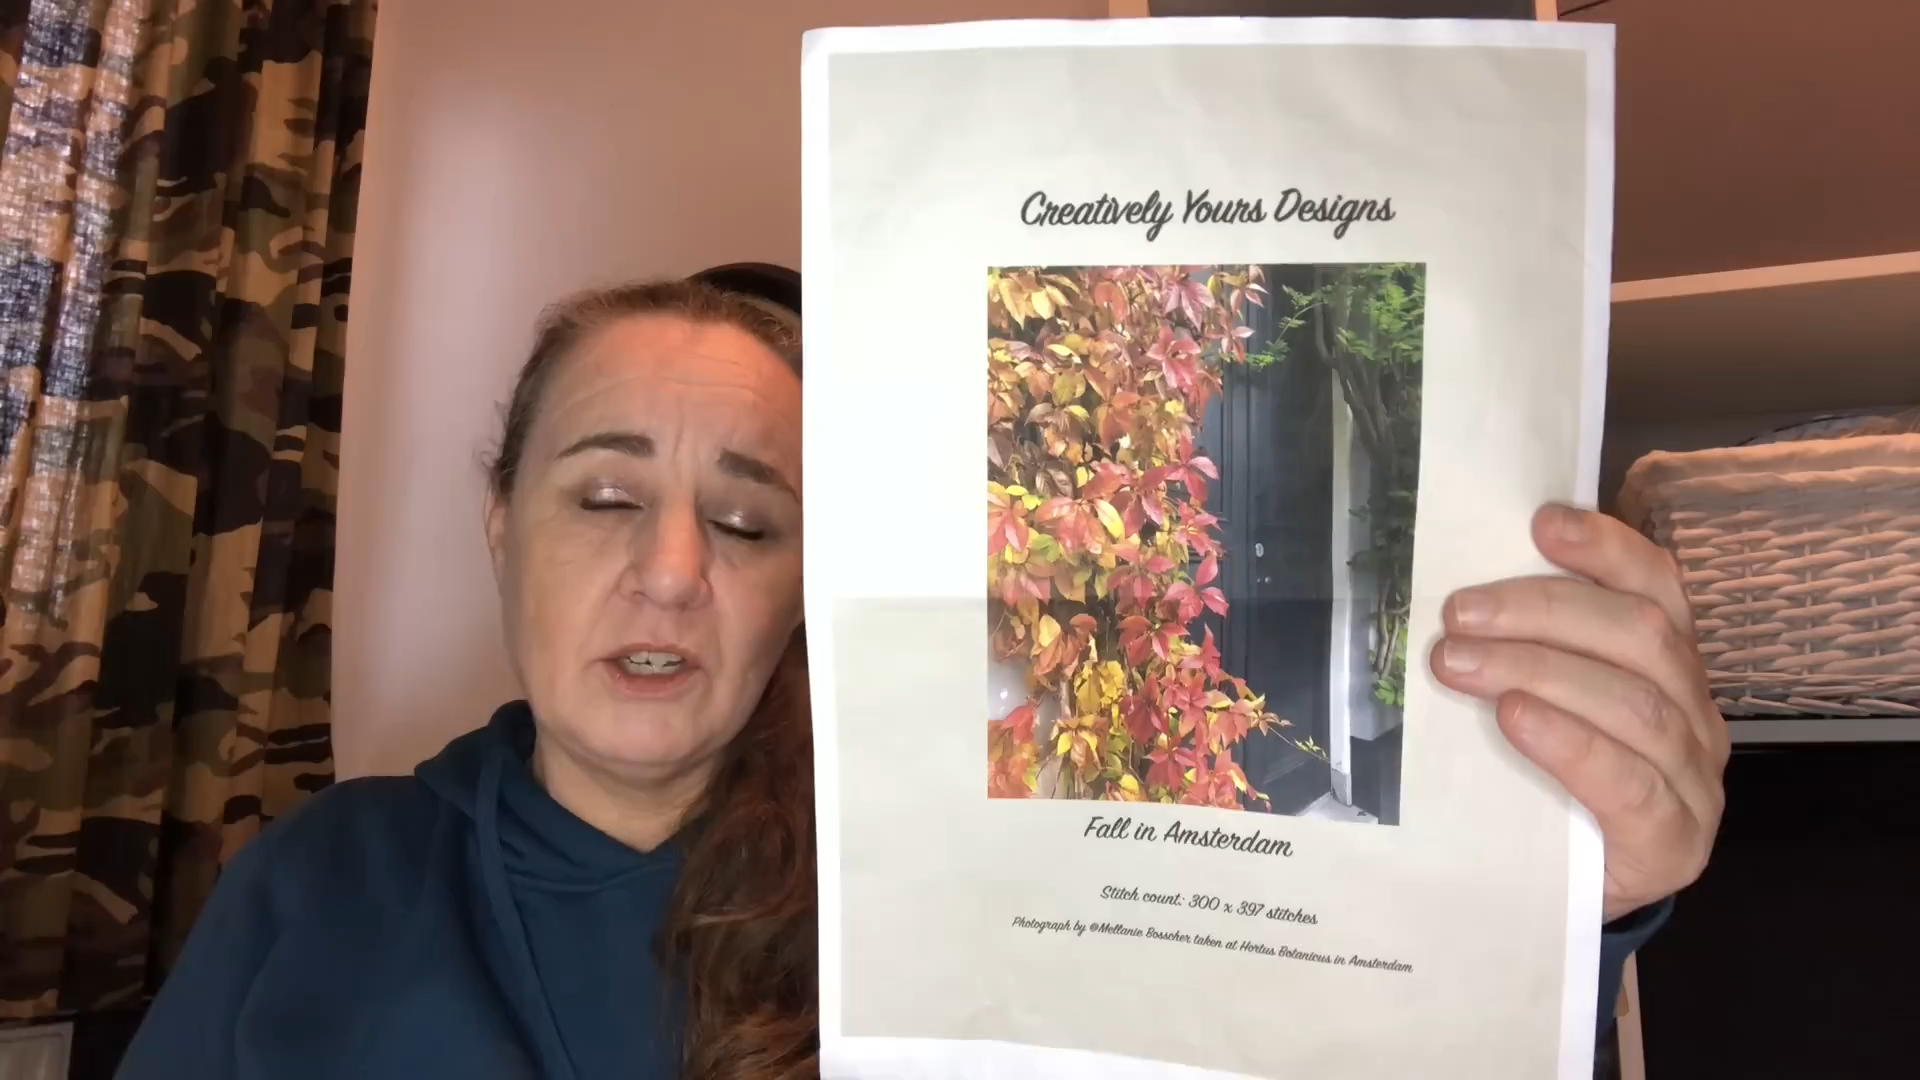 Creatively Yours Designs
Fall in Amsterdam
Stitch count: 300 x 397 stitches
Photograph by @Mellanie Bosscher taken at Hortus Botanicus in Amsterdam